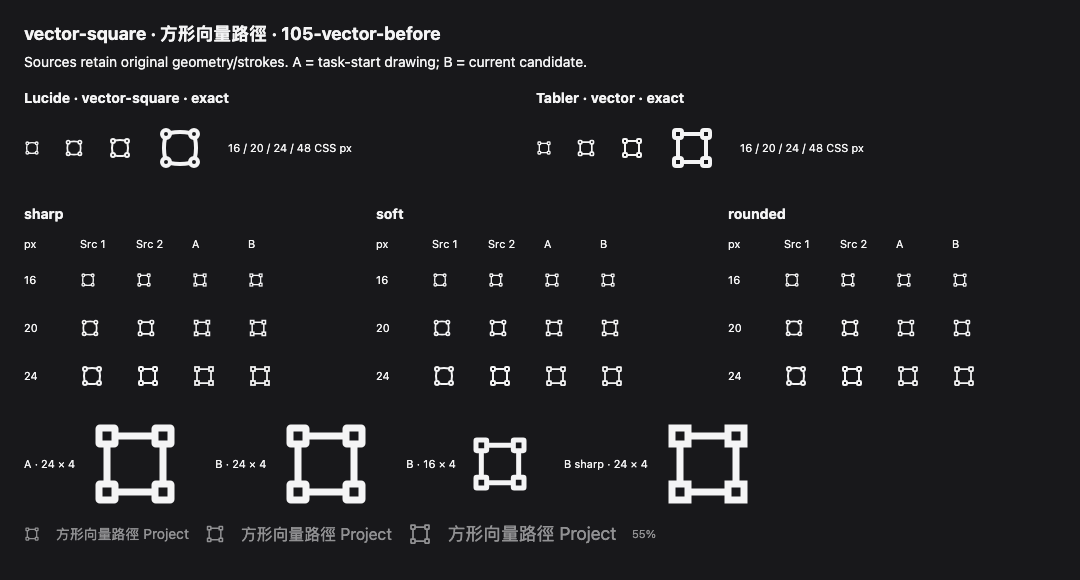 vector-square · 方形向量路徑 · 105-vector-before
Sources retain original geometry/strokes. A = task-start drawing; B = current candidate.
Lucide · vector-square · exact
Tabler · vector · exact
16 / 20 / 24 / 48 CSS px
16 / 20 / 24 / 48 CSS px
sharp
soft
rounded
px Src 1 Src 2 A B
px Src 1 Src 2 A B
px Src 1 Src 2 A B
16
16
16
20
20
20
24
24
24
A · 24 × 4
B · 24 × 4
B · 16 × 4
B sharp · 24 × 4
方形向量路徑 Project
方形向量路徑 Project
方形向量路徑 Project
55%